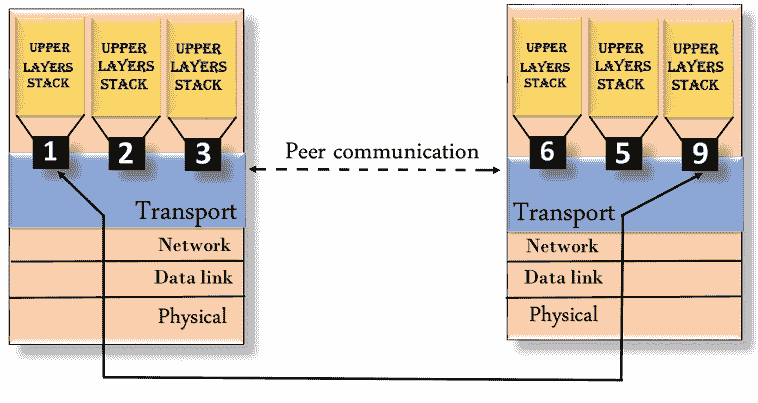 UPPER
LAYERS
STACK
UPPER
LAYERS
STACK
UPPER
LAYERS
STACK
1
2
3
Transport
Network
Data link
Physical
Peer communication
UPPER
LAYERS
STACK
UPPER
LAYERS
STACK
UPPER
LAYERS
STACK
6
5
9
Transport
Network
Data link
Physical